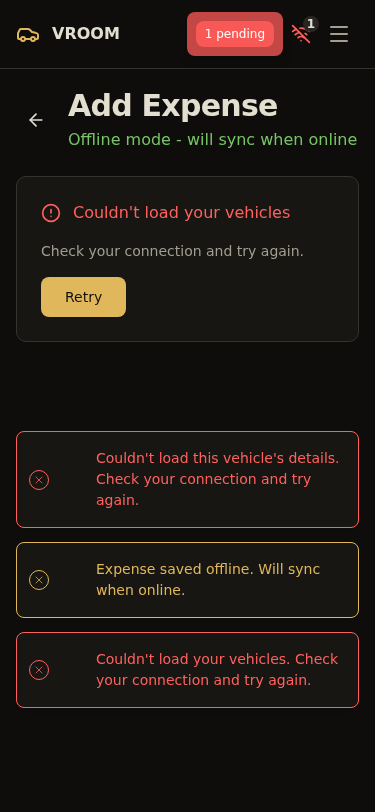 VROOM
1 pending
1
Add Expense
Offline mode - will sync when online
Couldn't load your vehicles
Check your connection and try again.
Retry
Couldn't load this vehicle's details.
Check your connection and try
again.
Expense saved offline. Will sync
when online.
Couldn't load your vehicles. Check
your connection and try again.